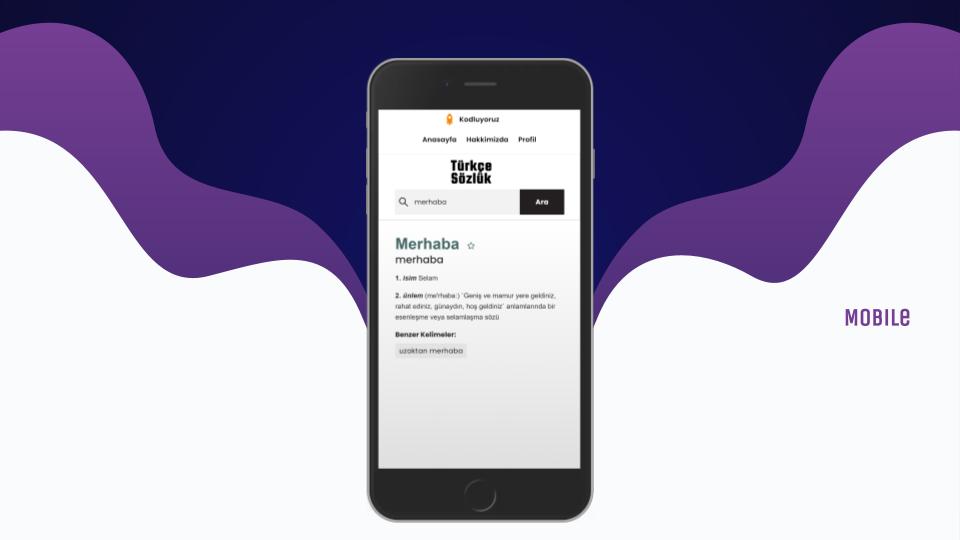 Kodluyoruz
Anasayfa Hakkimizda Profil
Türkçe
Sözlük
merhaba Ara
Merhaba
merhaba
1. isim Selam
2. ünlem (me'rhaba:) "Geniş ve mamur yere geldiniz,
rahat ediniz, günaydın, hoş geldiniz" anlamlarında bir
esenleşme veya selamlaşma sözü
Benzer Kelimeler:
uzaktan merhaba
MOBILe